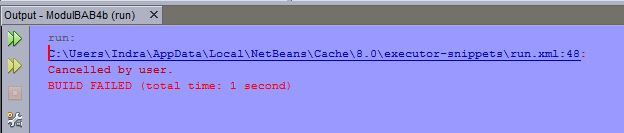 Output - ModulBAB4b (run)
run:
C:\Users\Indra\AppData\Local\NetBeans\Cache\8.0\executor-snippets\run.xml:48:
Cancelled by user.
BUILD FAILED (total time: 1 second)